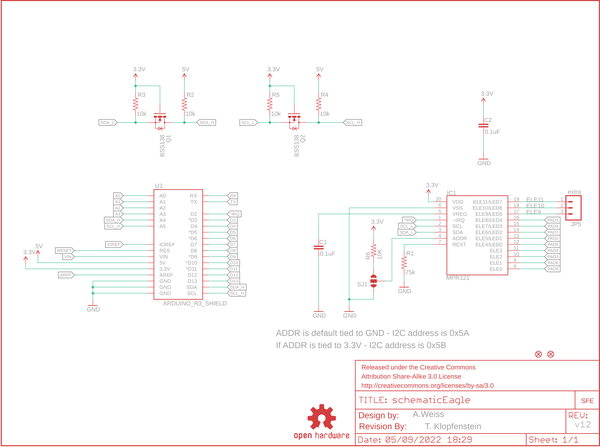 3.3V 5V 3.3V 5V
R3 R2 R5 R4
10k 10k 10k 10k
SDA_L SDA_H SCL_L SCL_H
BSS138 Q1 BSS138 Q2
3.3V
C2
0.1uF
GND
U1
A0 RX
A1 TX
A2
A3 D2
A4 *D3
A5 D4
*D5
*D6
IOREF D7
RES D8
VIN *D9
5V *D10
3.3V *D11
AREF D12
GND D13
GND SDA
SCL
ARDUINO_R3_SHIELD
IOREF
RESET
VIN
AREF
5V
3.3V
GND
3.3V
IC1
VDD ELE11/LED7
VSS ELE10/LED6
VREG ELE9/LED5
~IRQ ELE8/LED4
SCL ELE7/LED3
SDA ELE6/LED2
ADDR ELE5/LED1
REXT ELE4/LED0
ELE3
ELE2
ELE1
ELE0
MPR121
ELE11
ELE10
ELE9
extra
JP5
C1
0.1uF
3.3V
R6
10K
SJ1
R1
75k
GND
GND GND
ADDR is default tied to GND - I2C address is 0x5A
If ADDR is tied to 3.3V - I2C address is 0x5B
Released under the Creative Commons
Attribution Share-Alike 3.0 License
http://creativecommons.org/licenses/by-sa/3.0
TITLE: schematicEagle SFE
Design by: A.Weiss REV:
Revision By: T. Klopfenstein v12
Date: 05/09/2022 18:29 Sheet: 1/1
open hardware